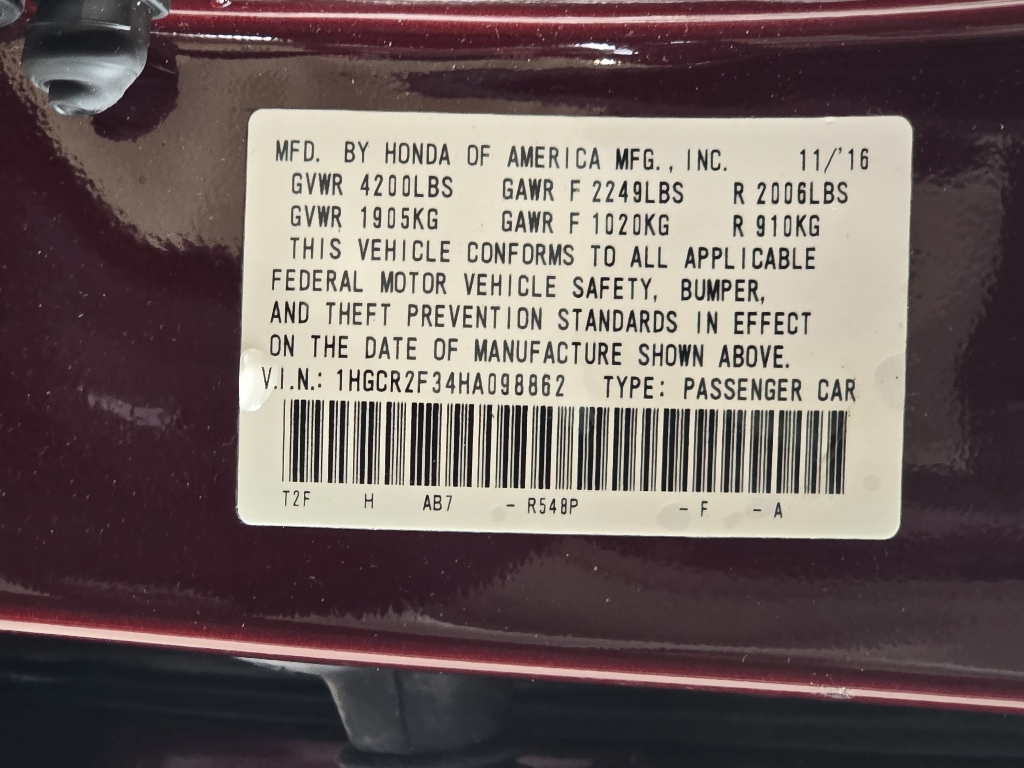 MFD. BY HONDA OF AMERICA MFG., INC. 11/'16
GVWR 4200LBS GAWR F 2249LBS R 2006LBS
GVWR 1905KG GAWR F 1020KG R 910KG
THIS VEHICLE CONFORMS TO ALL APPLICABLE
FEDERAL MOTOR VEHICLE SAFETY, BUMPER,
AND THEFT PREVENTION STANDARDS IN EFFECT
ON THE DATE OF MANUFACTURE SHOWN ABOVE.
V.I.N.: 1HGCR2F34HA098862 TYPE: PASSENGER CAR
T2F H AB7 - R548P - F - A